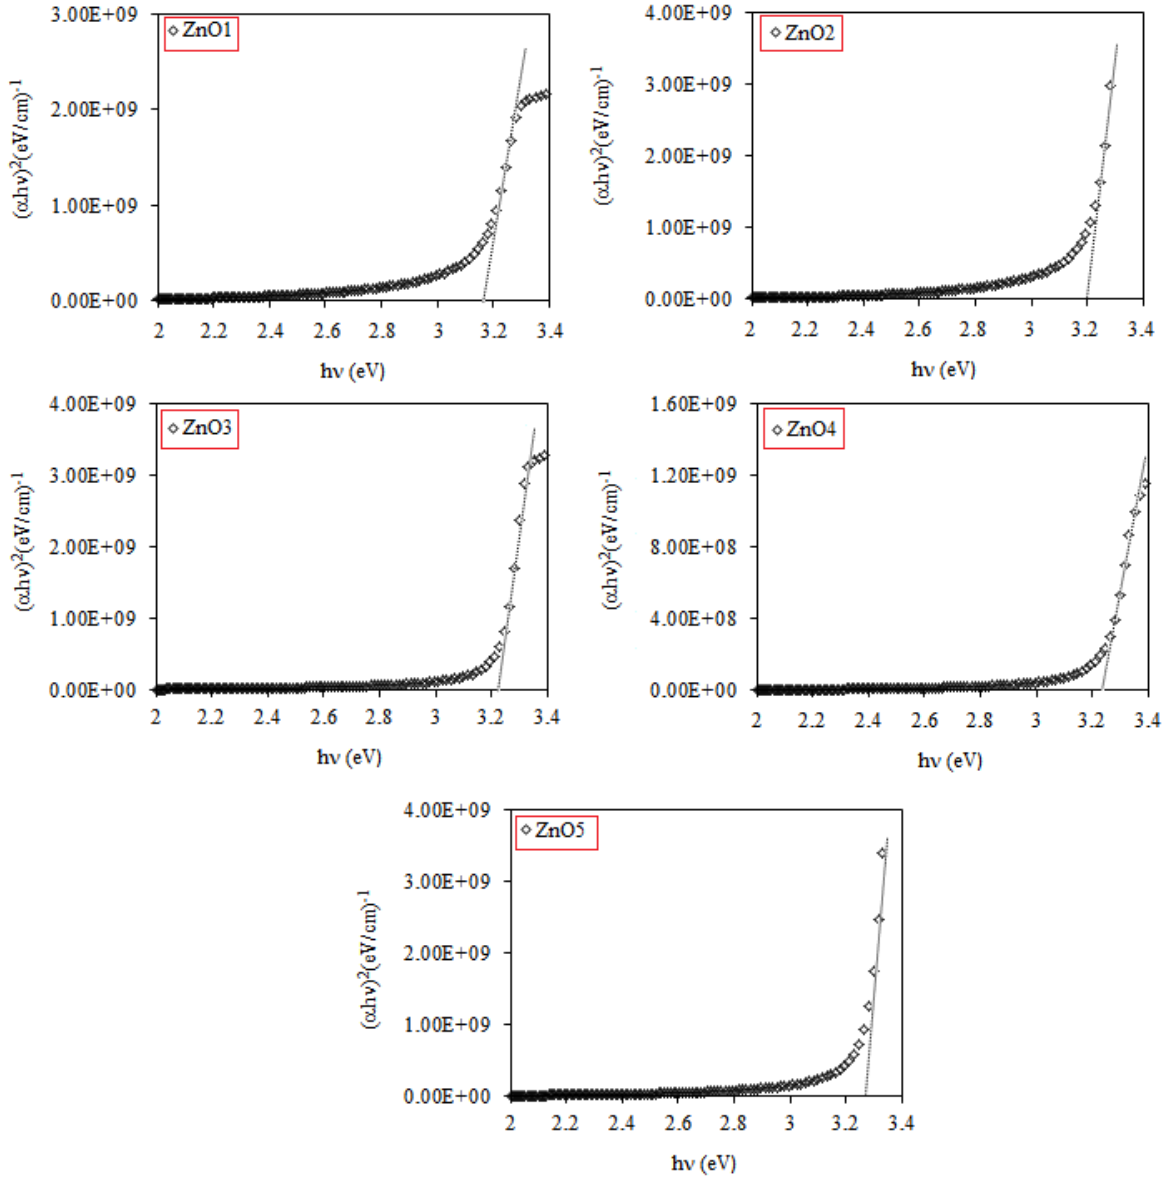 ZnO1
3.00E+09
2.00E+09
1.00E+09
0.00E+00
(αhν)²(eV/cm)⁻¹
2 2.2 2.4 2.6 2.8 3 3.2 3.4
ħν (eV)
ZnO2
4.00E+09
3.00E+09
2.00E+09
1.00E+09
0.00E+00
(αhν)²(eV/cm)⁻¹
2 2.2 2.4 2.6 2.8 3 3.2 3.4
ħν (eV)
ZnO3
4.00E+09
3.00E+09
2.00E+09
1.00E+09
0.00E+00
(αhν)²(eV/cm)⁻¹
2 2.2 2.4 2.6 2.8 3 3.2 3.4
ħν (eV)
ZnO4
1.60E+09
1.20E+09
8.00E+08
4.00E+08
0.00E+00
(αhν)²(eV/cm)⁻¹
2 2.2 2.4 2.6 2.8 3 3.2 3.4
ħν (eV)
ZnO5
4.00E+09
3.00E+09
2.00E+09
1.00E+09
0.00E+00
(αhν)²(eV/cm)⁻¹
2 2.2 2.4 2.6 2.8 3 3.2 3.4
ħν (eV)